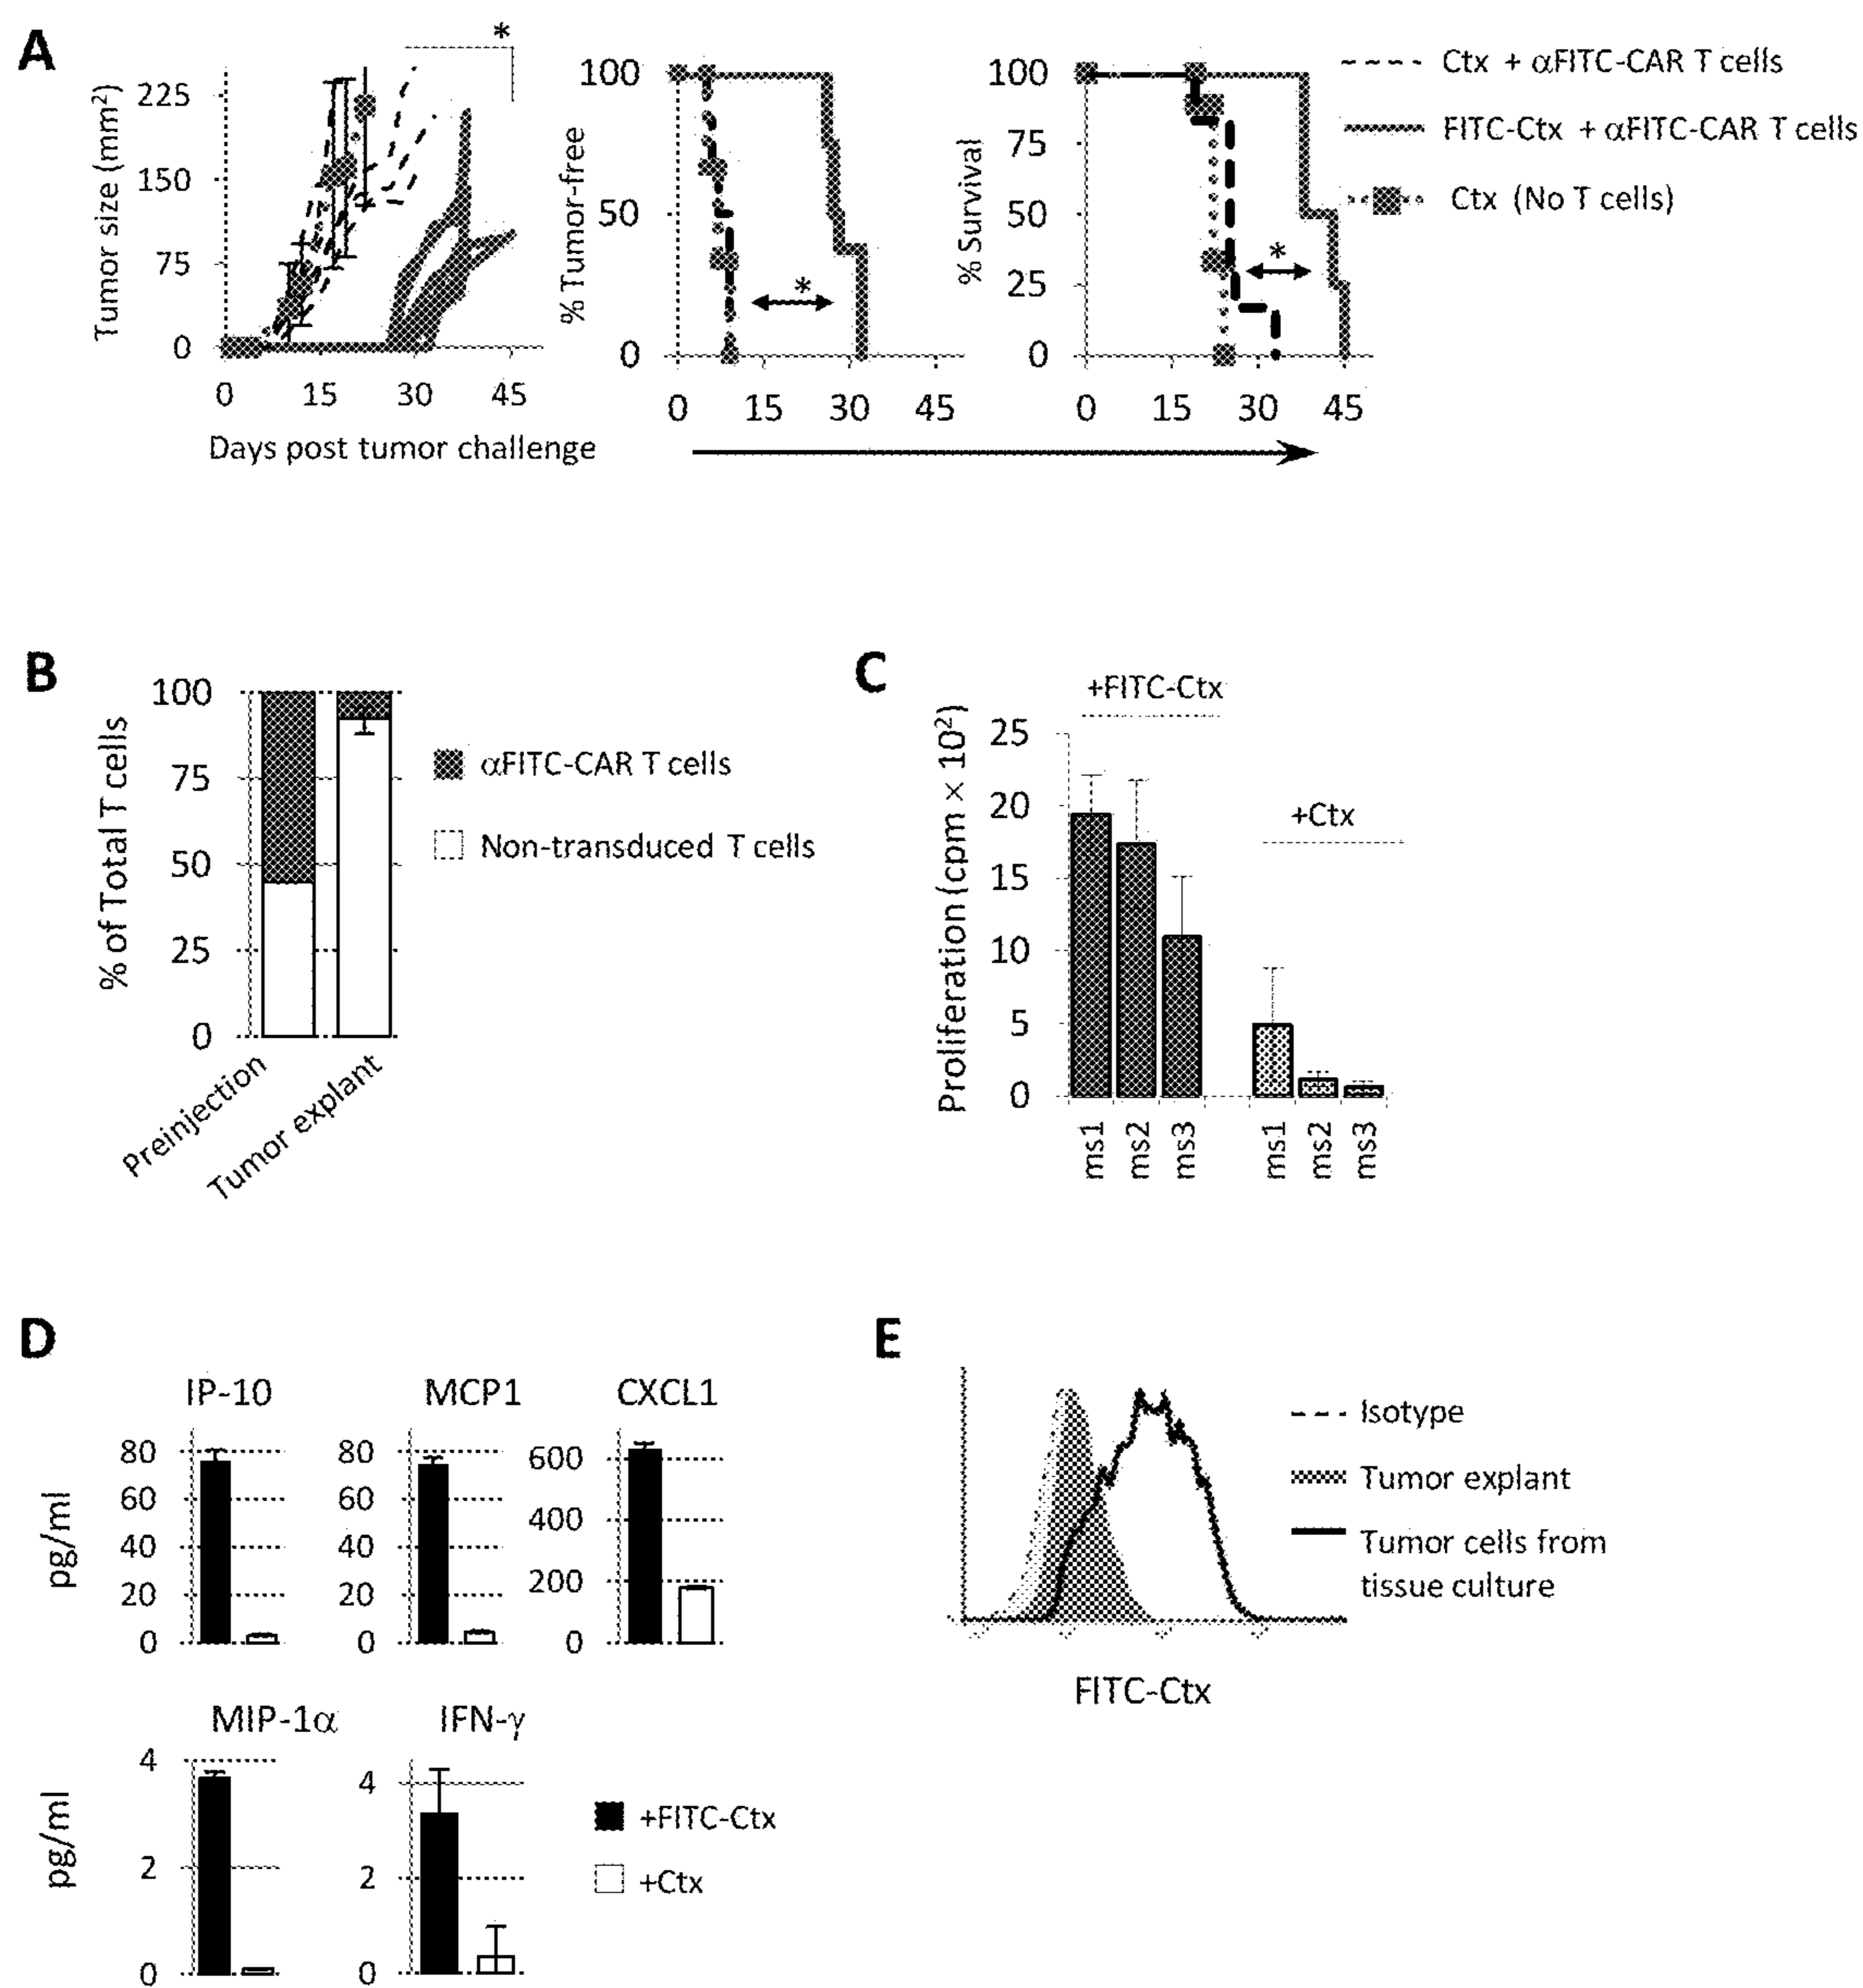 A
Tumor size (mm²)
225
150
75
0
0 15 30 45
*
Days post tumor challenge
% Tumor-free
100
50
0
0 15 30 45
*
% Survival
100
75
50
25
0
0 15 30 45
*
Ctx + αFITC-CAR T cells
FITC-Ctx + αFITC-CAR T cells
Ctx (No T cells)
B
% of Total T cells
100
75
50
25
0
Preinjection
Tumor explant
αFITC-CAR T cells
Non-transduced T cells
C
Proliferation (cpm × 10²)
25
20
15
10
5
0
+FITC-Ctx
+Ctx
ms1 ms2 ms3 ms1 ms2 ms3
D
pg/ml
IP-10
80
60
40
20
0
MCP1
80
60
40
20
0
CXCL1
600
400
200
0
pg/ml
MIP-1α
4
2
0
IFN-γ
4
2
0
+FITC-Ctx
+Ctx
E
Isotype
Tumor explant
Tumor cells from
tissue culture
FITC-Ctx